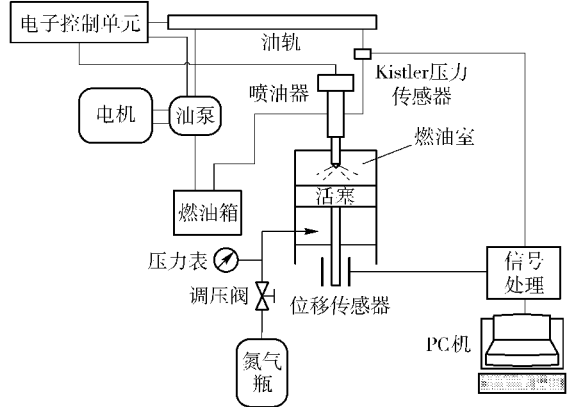 电子控制单元
油轨
Kistler压力
传感器
喷油器
电机
油泵
燃油室
燃油箱
活塞
压力表
信号
处理
调压阀
位移传感器
PC机
氮气
瓶